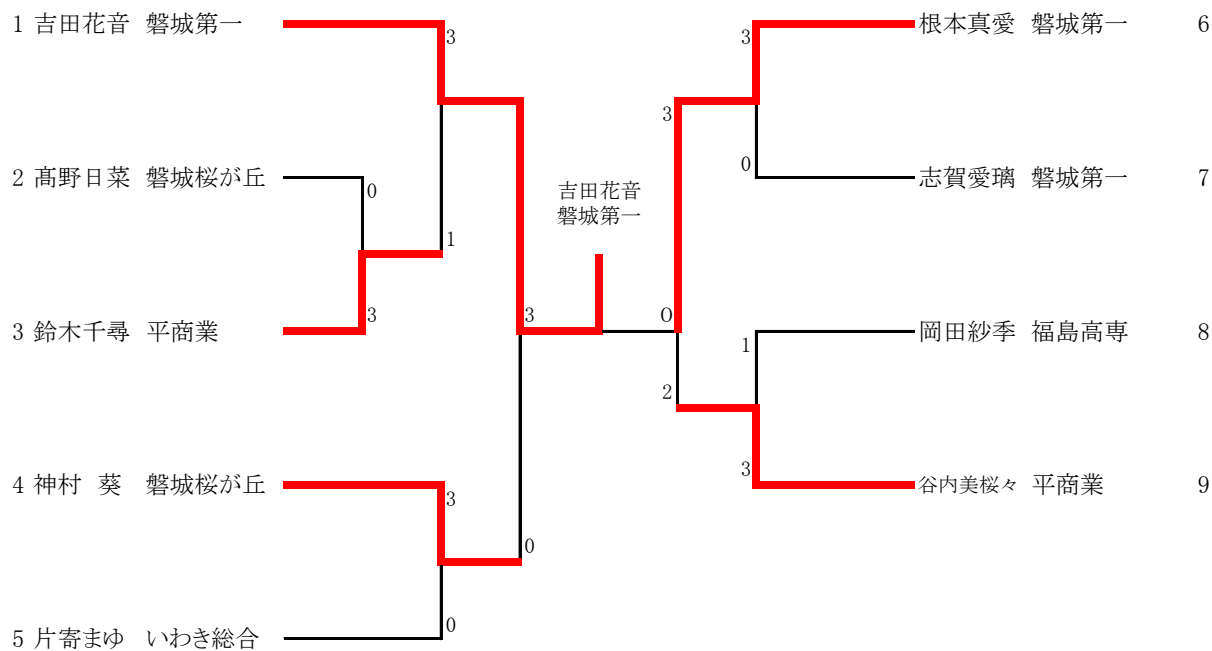 1 吉田花音 磐城第一
3
3 根本真愛 磐城第一 6
3
2 髙野日菜 磐城桜が丘
0
吉田花音
磐城第一
0 志賀愛璃 磐城第一 7
1
3 鈴木千尋 平商業
3
3
0
1 岡田紗季 福島高専 8
2
4 神村 葵 磐城桜が丘
3
3 谷内美桜々 平商業 9
0
5 片寄まゆ いわき総合
0